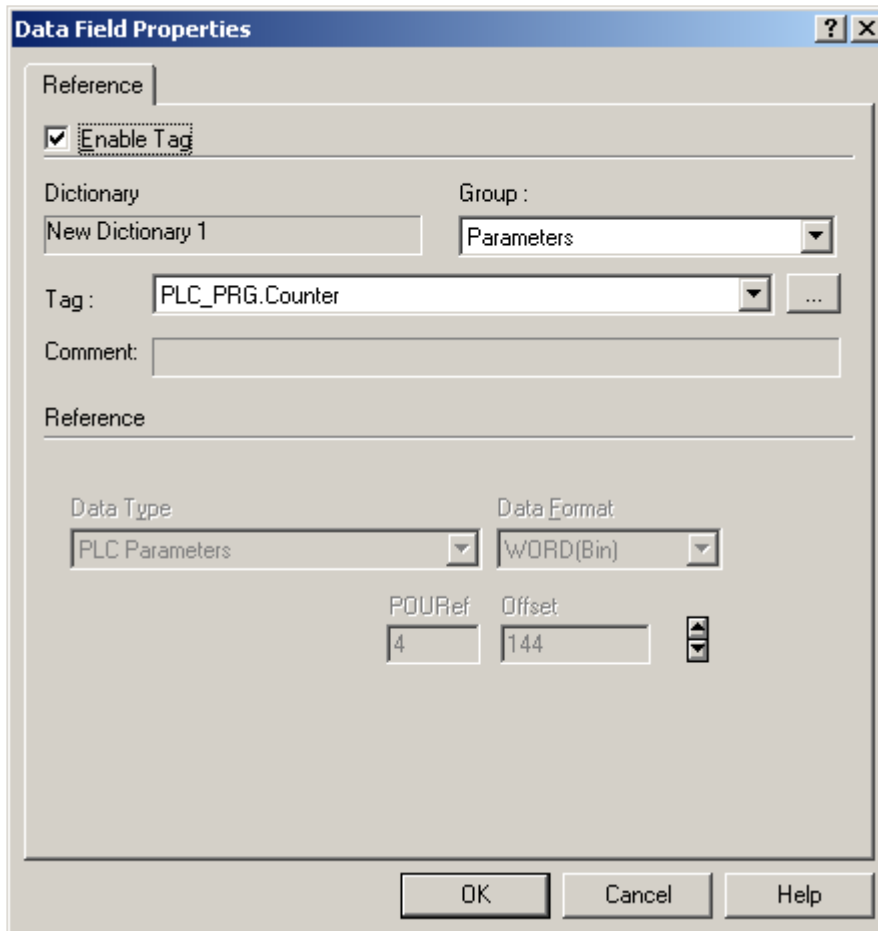 Data Field Properties
Reference
Enable Tag
Dictionary Group :
New Dictionary 1 Parameters
Tag : PLC_PRG.Counter ...
Comment:
Reference
Data Type Data Format
PLC Parameters WORD(Bin)
POURef Offset
4 144
OK Cancel Help